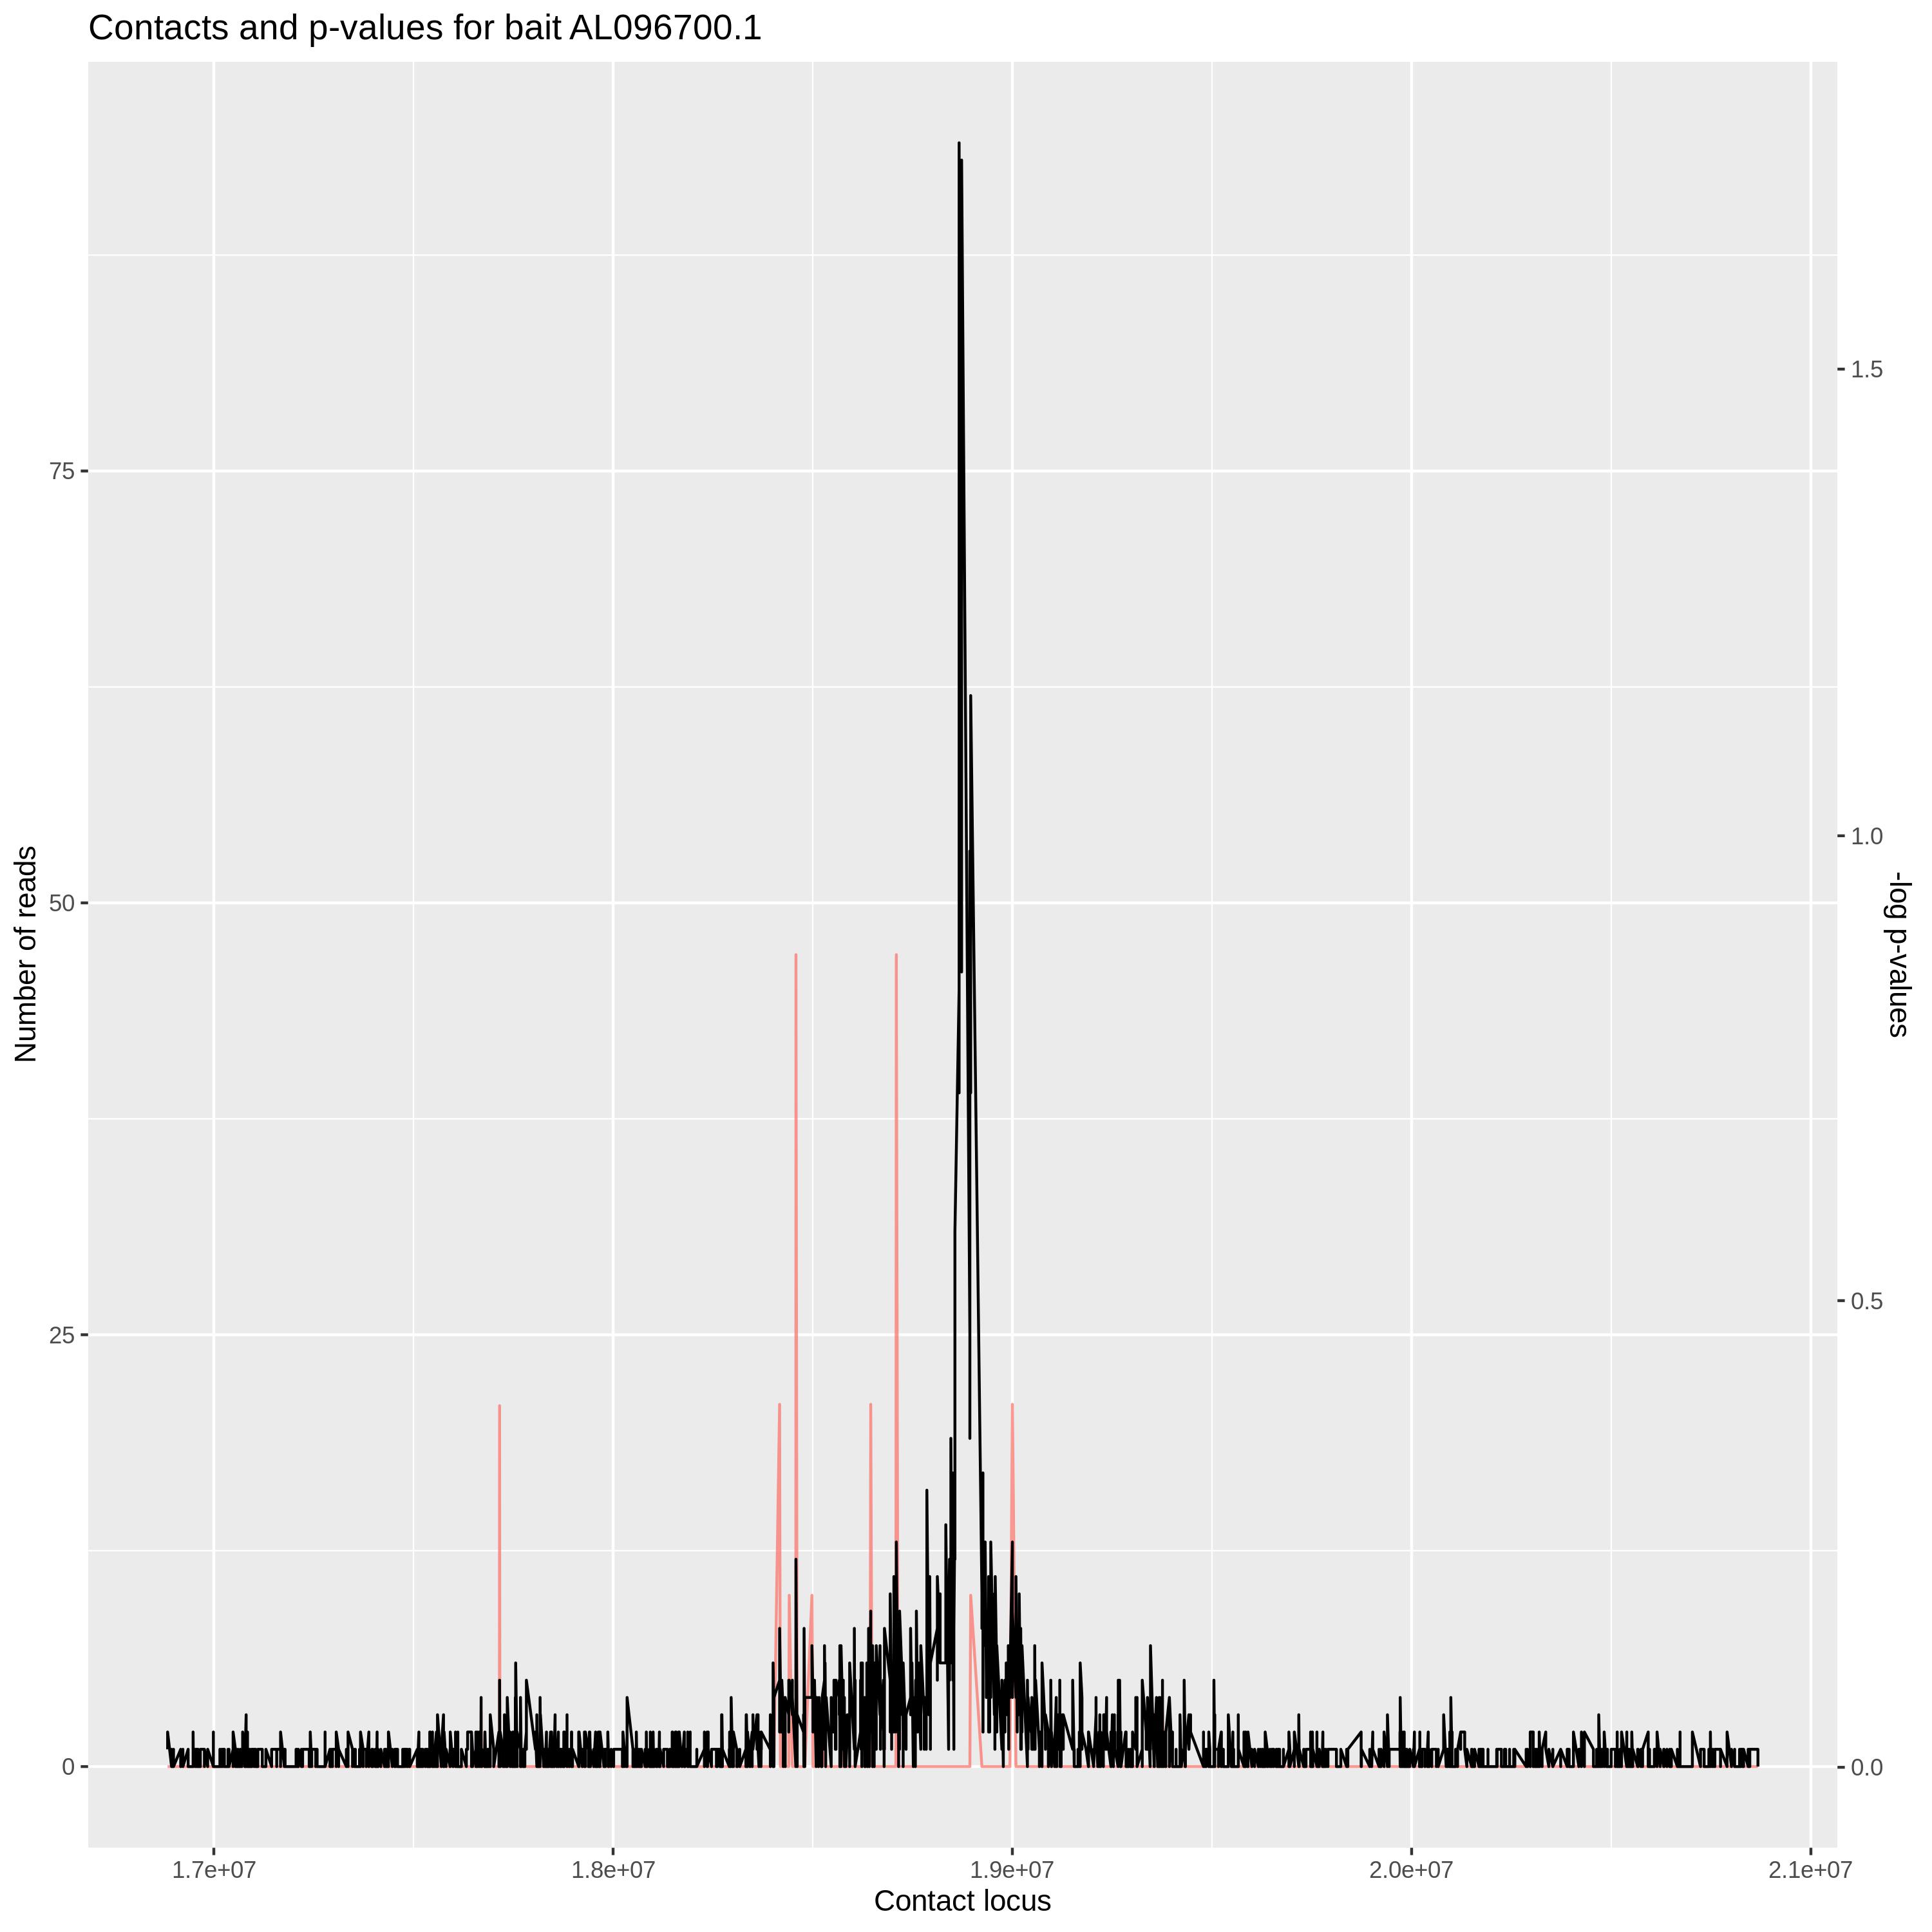 Contacts and p-values for bait AL096700.1
75
50
25
0
1.5
1.0
0.5
0.0
Number of reads
-log p-values
1.7e+07
1.8e+07
1.9e+07
2.0e+07
2.1e+07
Contact locus